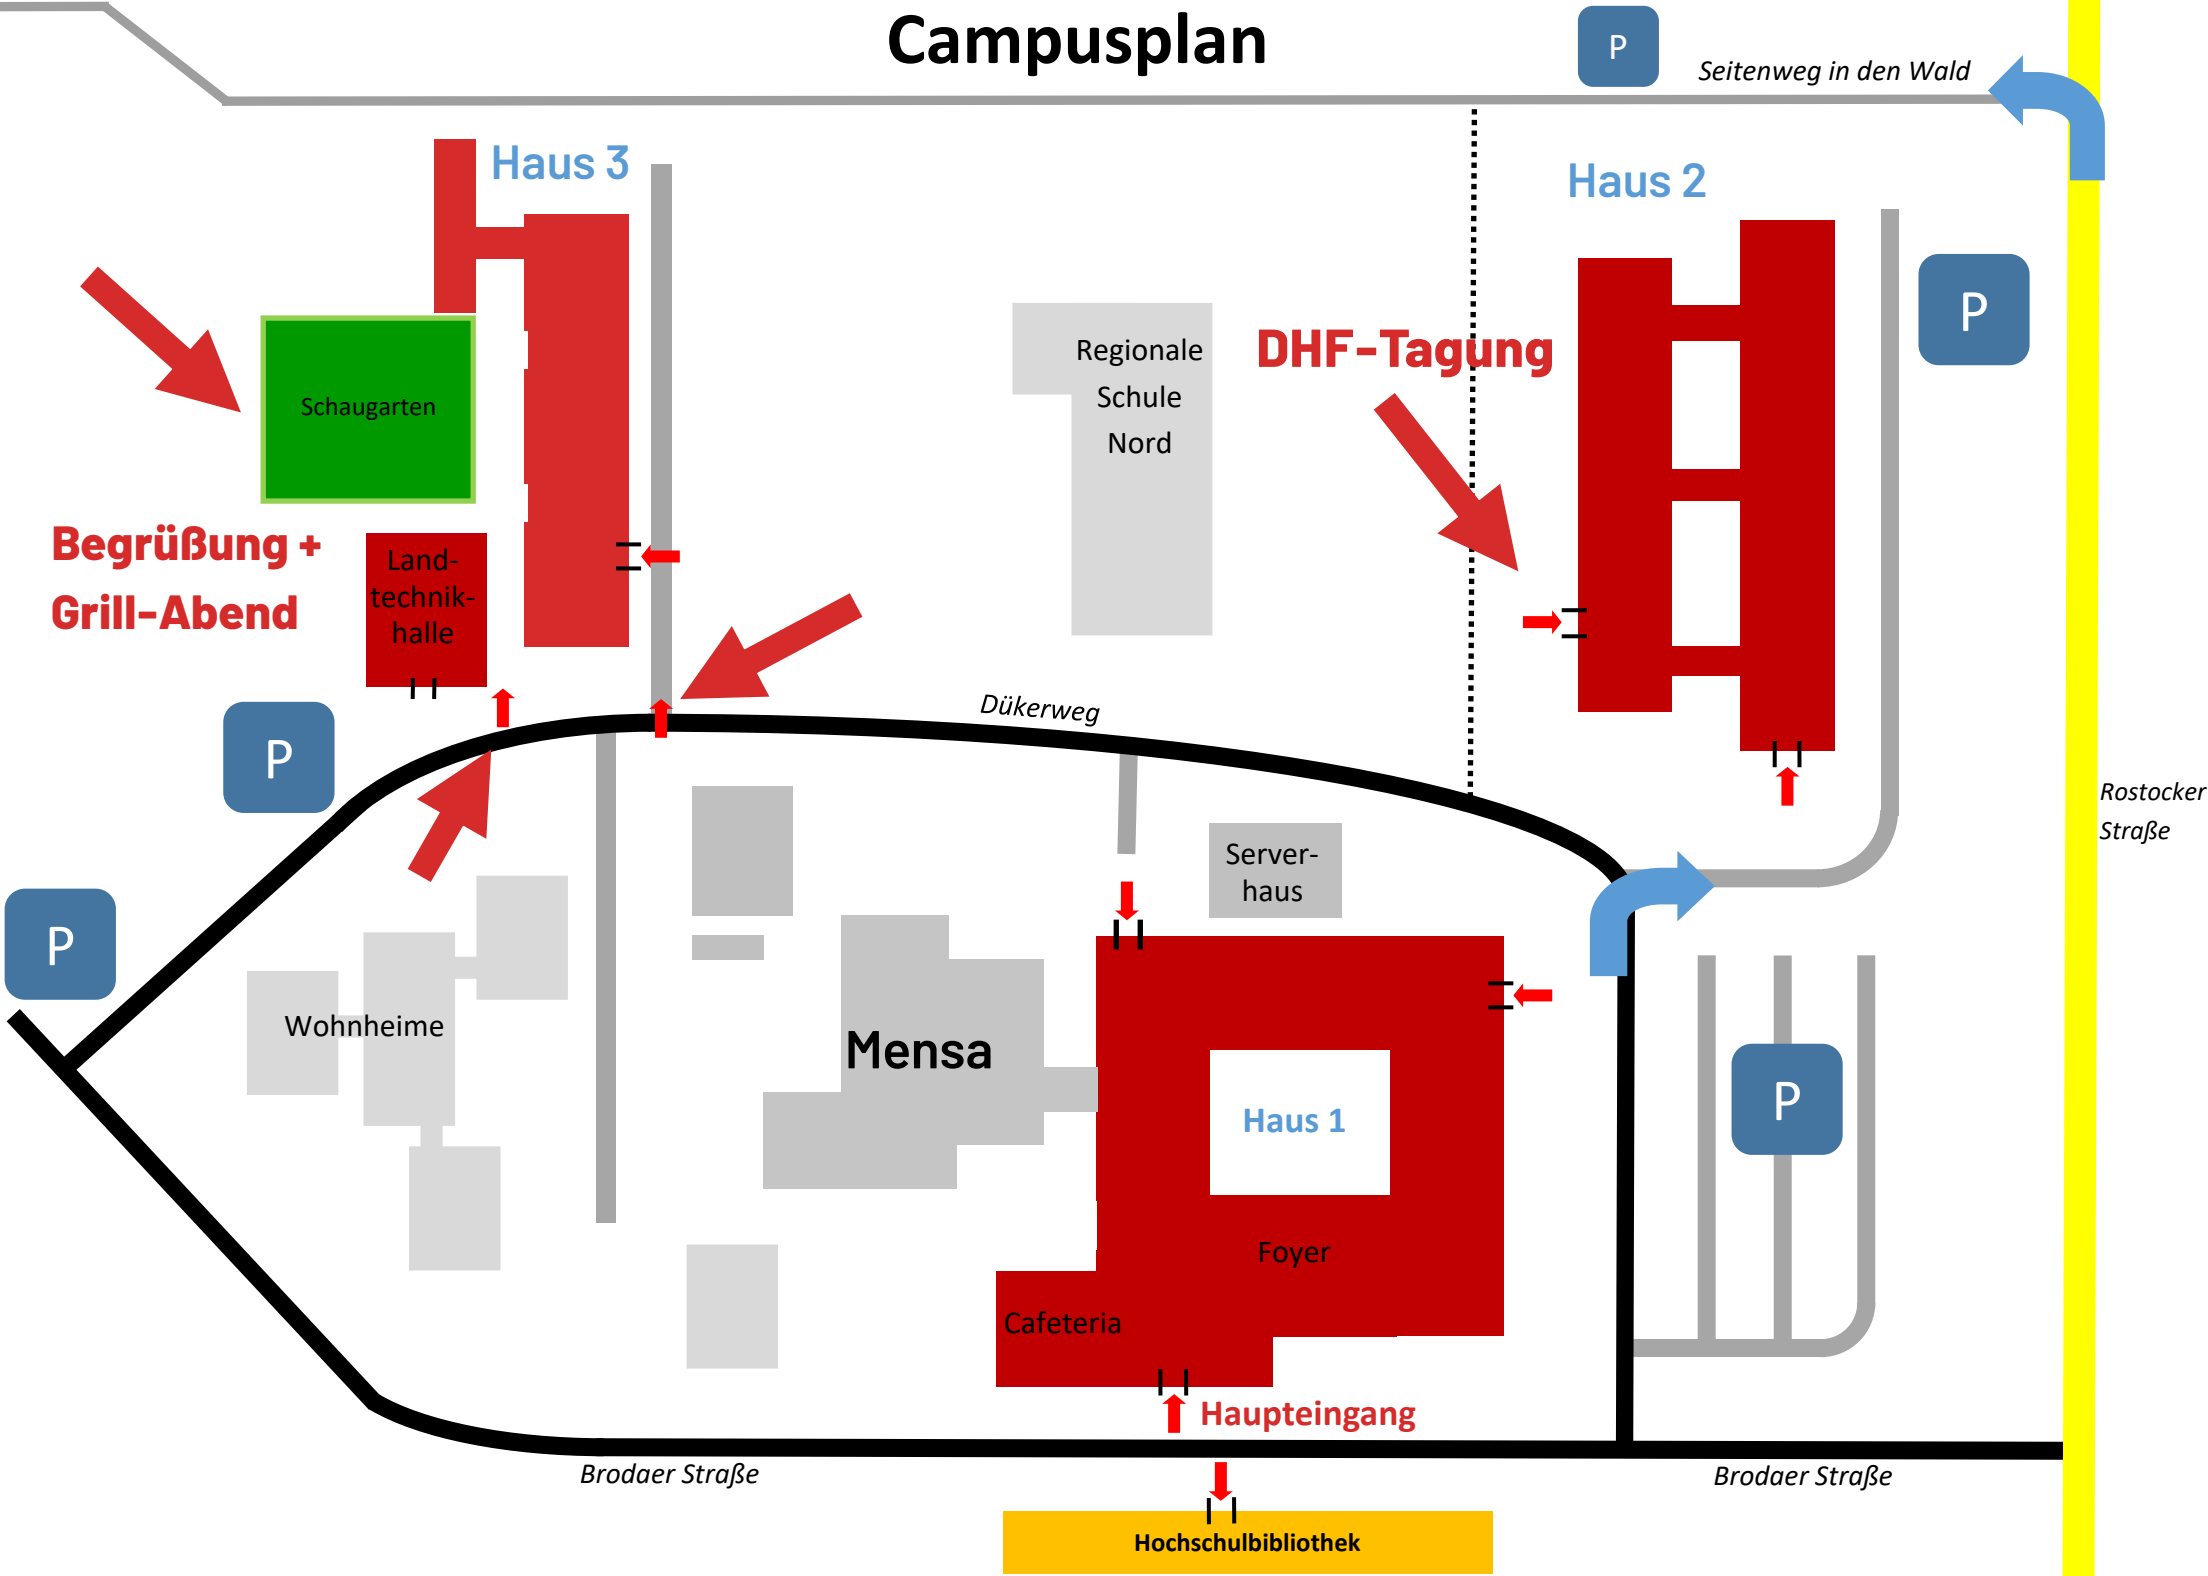 Campusplan
P
Seitenweg in den Wald
Haus 3
Haus 2
P
Regionale
Schule
Nord
DHF-Tagung
Schaugarten
Begrüßung +
Grill-Abend
Land-
technik-
halle
Dükerweg
P
Rostocker
Straße
Server-
haus
P
Wohnheime
Mensa
Haus 1
P
Foyer
Cafeteria
Haupteingang
Brodaer Straße
Brodaer Straße
Hochschulbibliothek